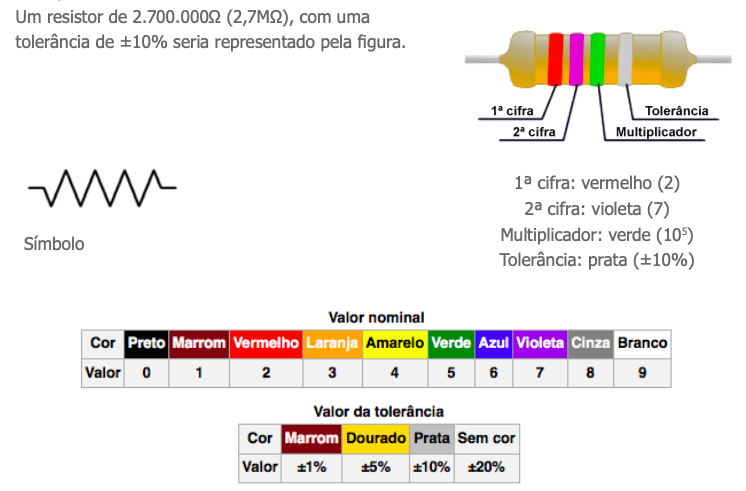 Um resistor de 2.700.000Ω (2,7MΩ), com uma
tolerância de ±10% seria representado pela figura.
1ª cifra
Tolerância
2ª cifra
Multiplicador
Símbolo
1ª cifra: vermelho (2)
2ª cifra: violeta (7)
Multiplicador: verde (10⁵)
Tolerância: prata (±10%)
Valor nominal
Cor Preto Marrom Vermelho Laranja Amarelo Verde Azul Violeta Cinza Branco
Valor 0 1 2 3 4 5 6 7 8 9
Valor da tolerância
Cor Marrom Dourado Prata Sem cor
Valor ±1% ±5% ±10% ±20%